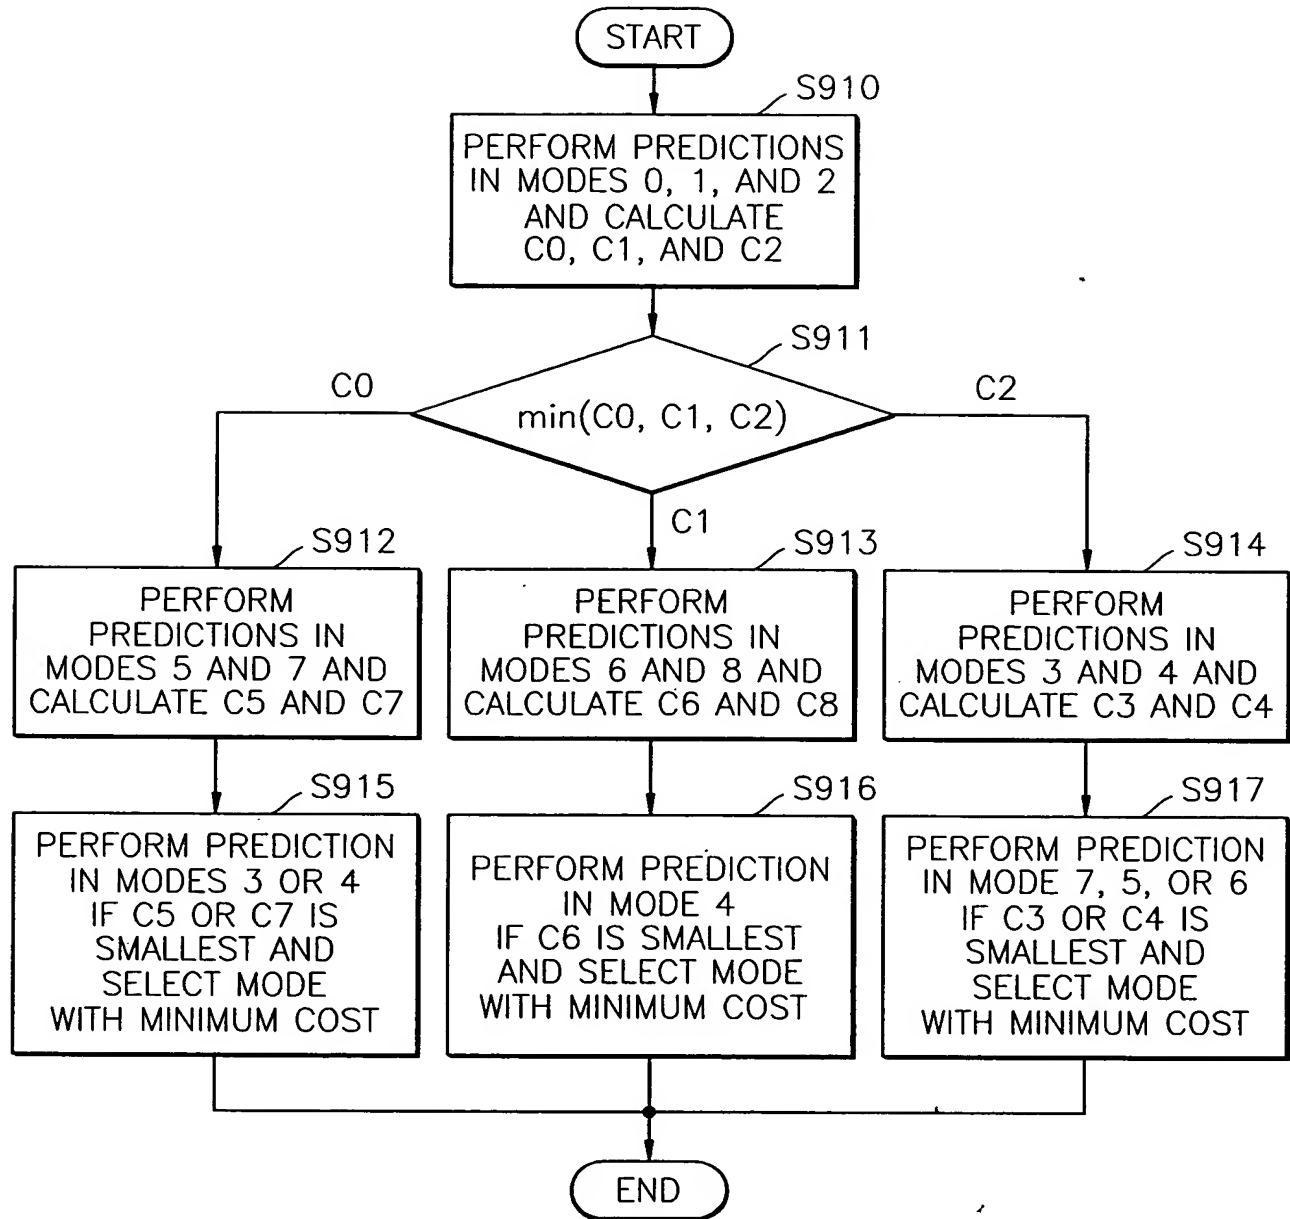 START
S910
PERFORM PREDICTIONS
IN MODES 0, 1, AND 2
AND CALCULATE
C0, C1, AND C2
S911
C0
min(C0, C1, C2)
C2
C1
S912
PERFORM
PREDICTIONS IN
MODES 5 AND 7 AND
CALCULATE C5 AND C7
S913
PERFORM
PREDICTIONS IN
MODES 6 AND 8 AND
CALCULATE C6 AND C8
S914
PERFORM
PREDICTIONS IN
MODES 3 AND 4 AND
CALCULATE C3 AND C4
S915
PERFORM PREDICTION
IN MODES 3 OR 4
IF C5 OR C7 IS
SMALLEST AND
SELECT MODE
WITH MINIMUM COST
S916
PERFORM PREDICTION
IN MODE 4
IF C6 IS SMALLEST
AND SELECT MODE
WITH MINIMUM COST
S917
PERFORM PREDICTION
IN MODE 7, 5, OR 6
IF C3 OR C4 IS
SMALLEST AND
SELECT MODE
WITH MINIMUM COST
END